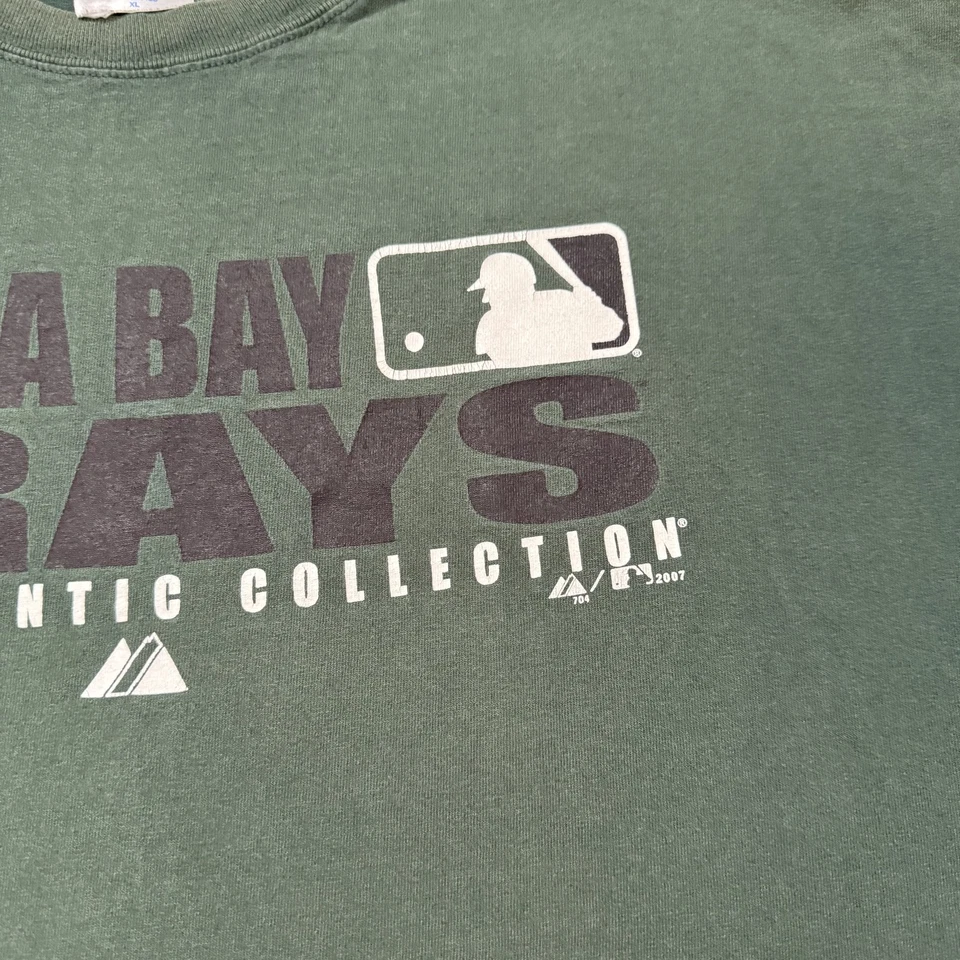 XL
A BAY
RAYS
NTIC COLLECTION®
704 / 2007
®